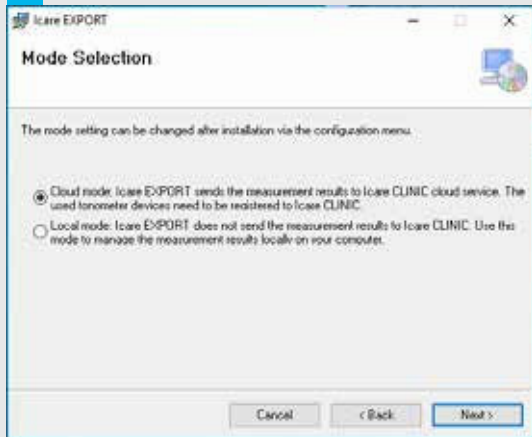 Icare EXPORT
Mode Selection
The mode setting can be changed after installation via the configuration menu.
Cloud mode: Icare EXPORT sends the measurement results to Icare CLINIC cloud service. The
used tonometer devices need to be registered to Icare CLINIC.
Local mode: Icare EXPORT does not send the measurement results to Icare CLINIC. Use this
mode to manage the measurement results locally on your computer.
Cancel
< Back
Next >